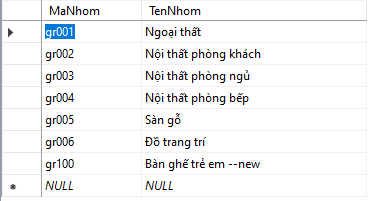 MaNhom TenNhom
gr001 Ngoại thất
gr002 Nội thất phòng khách
gr003 Nội thất phòng ngủ
gr004 Nội thất phòng bếp
gr005 Sàn gỗ
gr006 Đồ trang trí
gr100 Bàn ghế trẻ em --new
NULL NULL